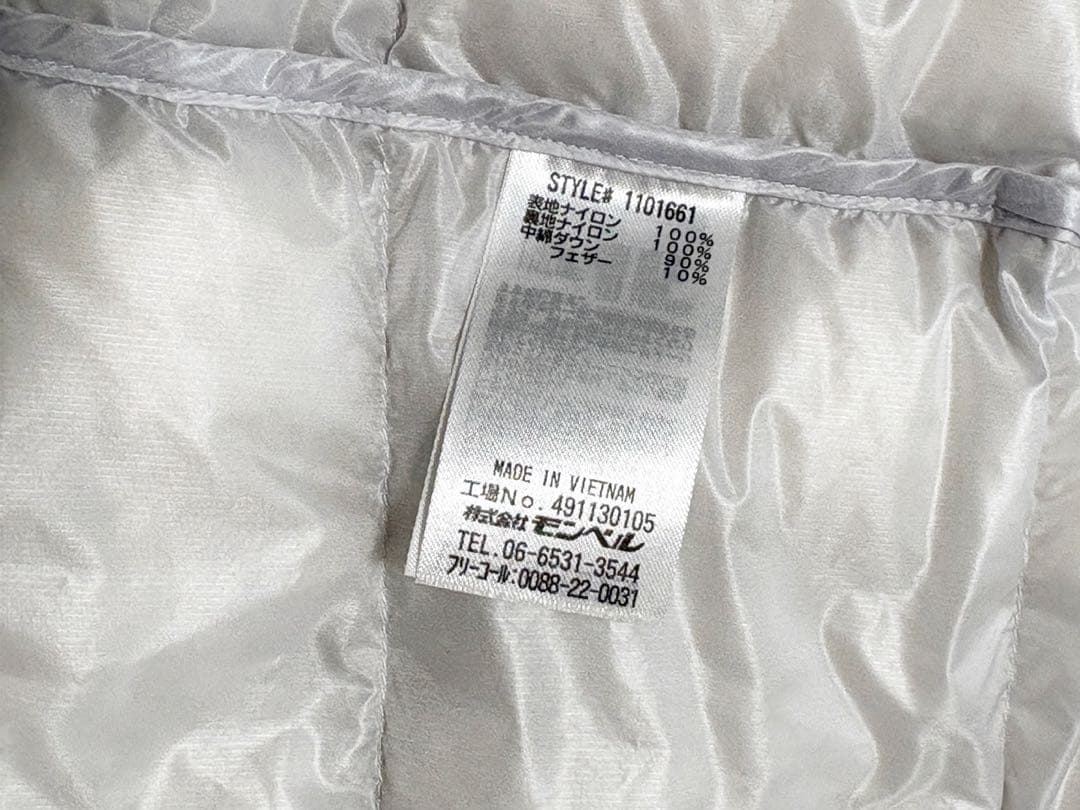 STYLE# 1101661
表地ナイロン 100%
裏地ナイロン 100%
中綿ダウン 90%
フェザー 10%
MADE IN VIETNAM
工場No. 491130105
株式会社モンベル
TEL. 06-6531-3544
フリーコール:0088-22-0031